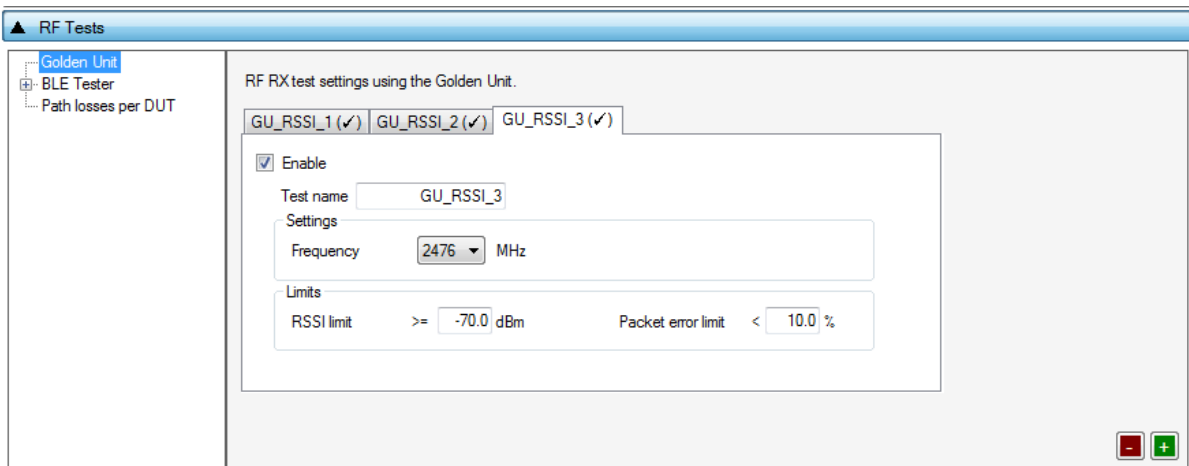 ▲ RF Tests
Golden Unit
BLE Tester
Path losses per DUT
RF RX test settings using the Golden Unit.
GU_RSSI_1 (✓) GU_RSSI_2 (✓) GU_RSSI_3 (✓)
Enable
Test name GU_RSSI_3
Settings
Frequency 2476 MHz
Limits
RSSI limit >= -70.0 dBm Packet error limit < 10.0 %
- +